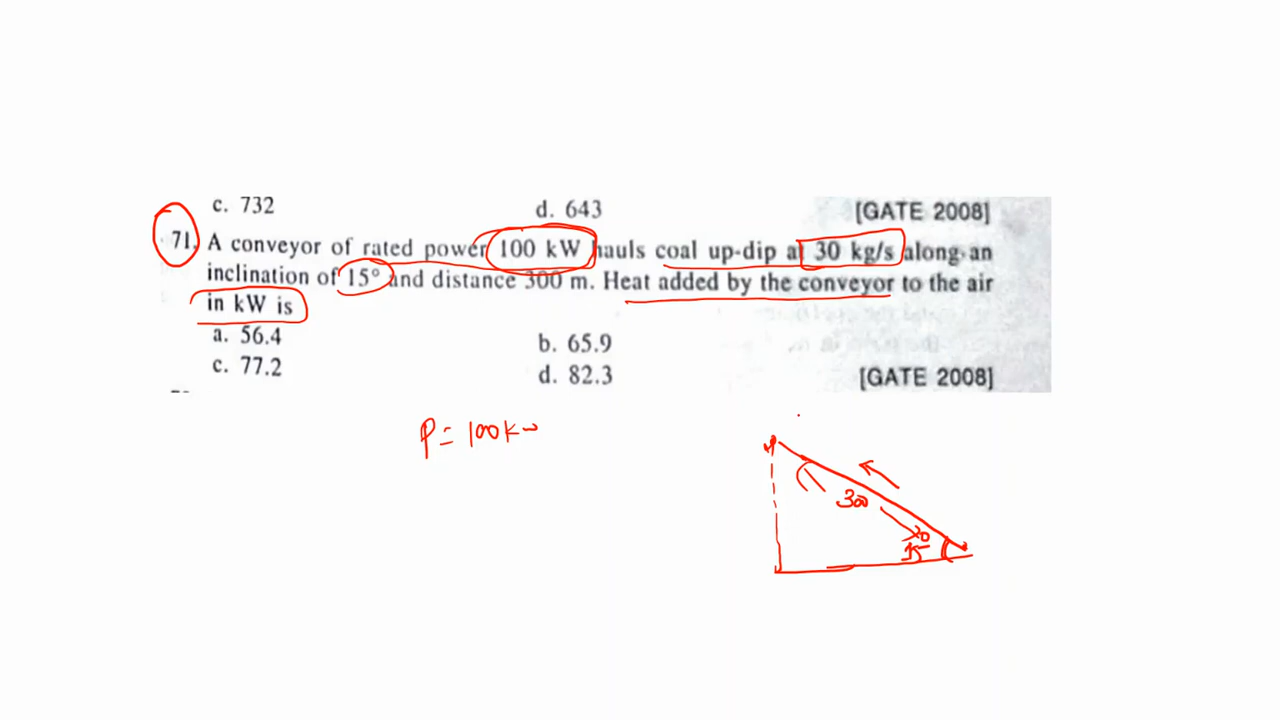 c. 732 d. 643 [GATE 2008]
71. A conveyor of rated power 100 kW hauls coal up-dip at 30 kg/s along an
inclination of 15° and distance 300 m. Heat added by the conveyor to the air
in kW is
a. 56.4 b. 65.9
c. 77.2 d. 82.3 [GATE 2008]
P = 100 kw
300
15